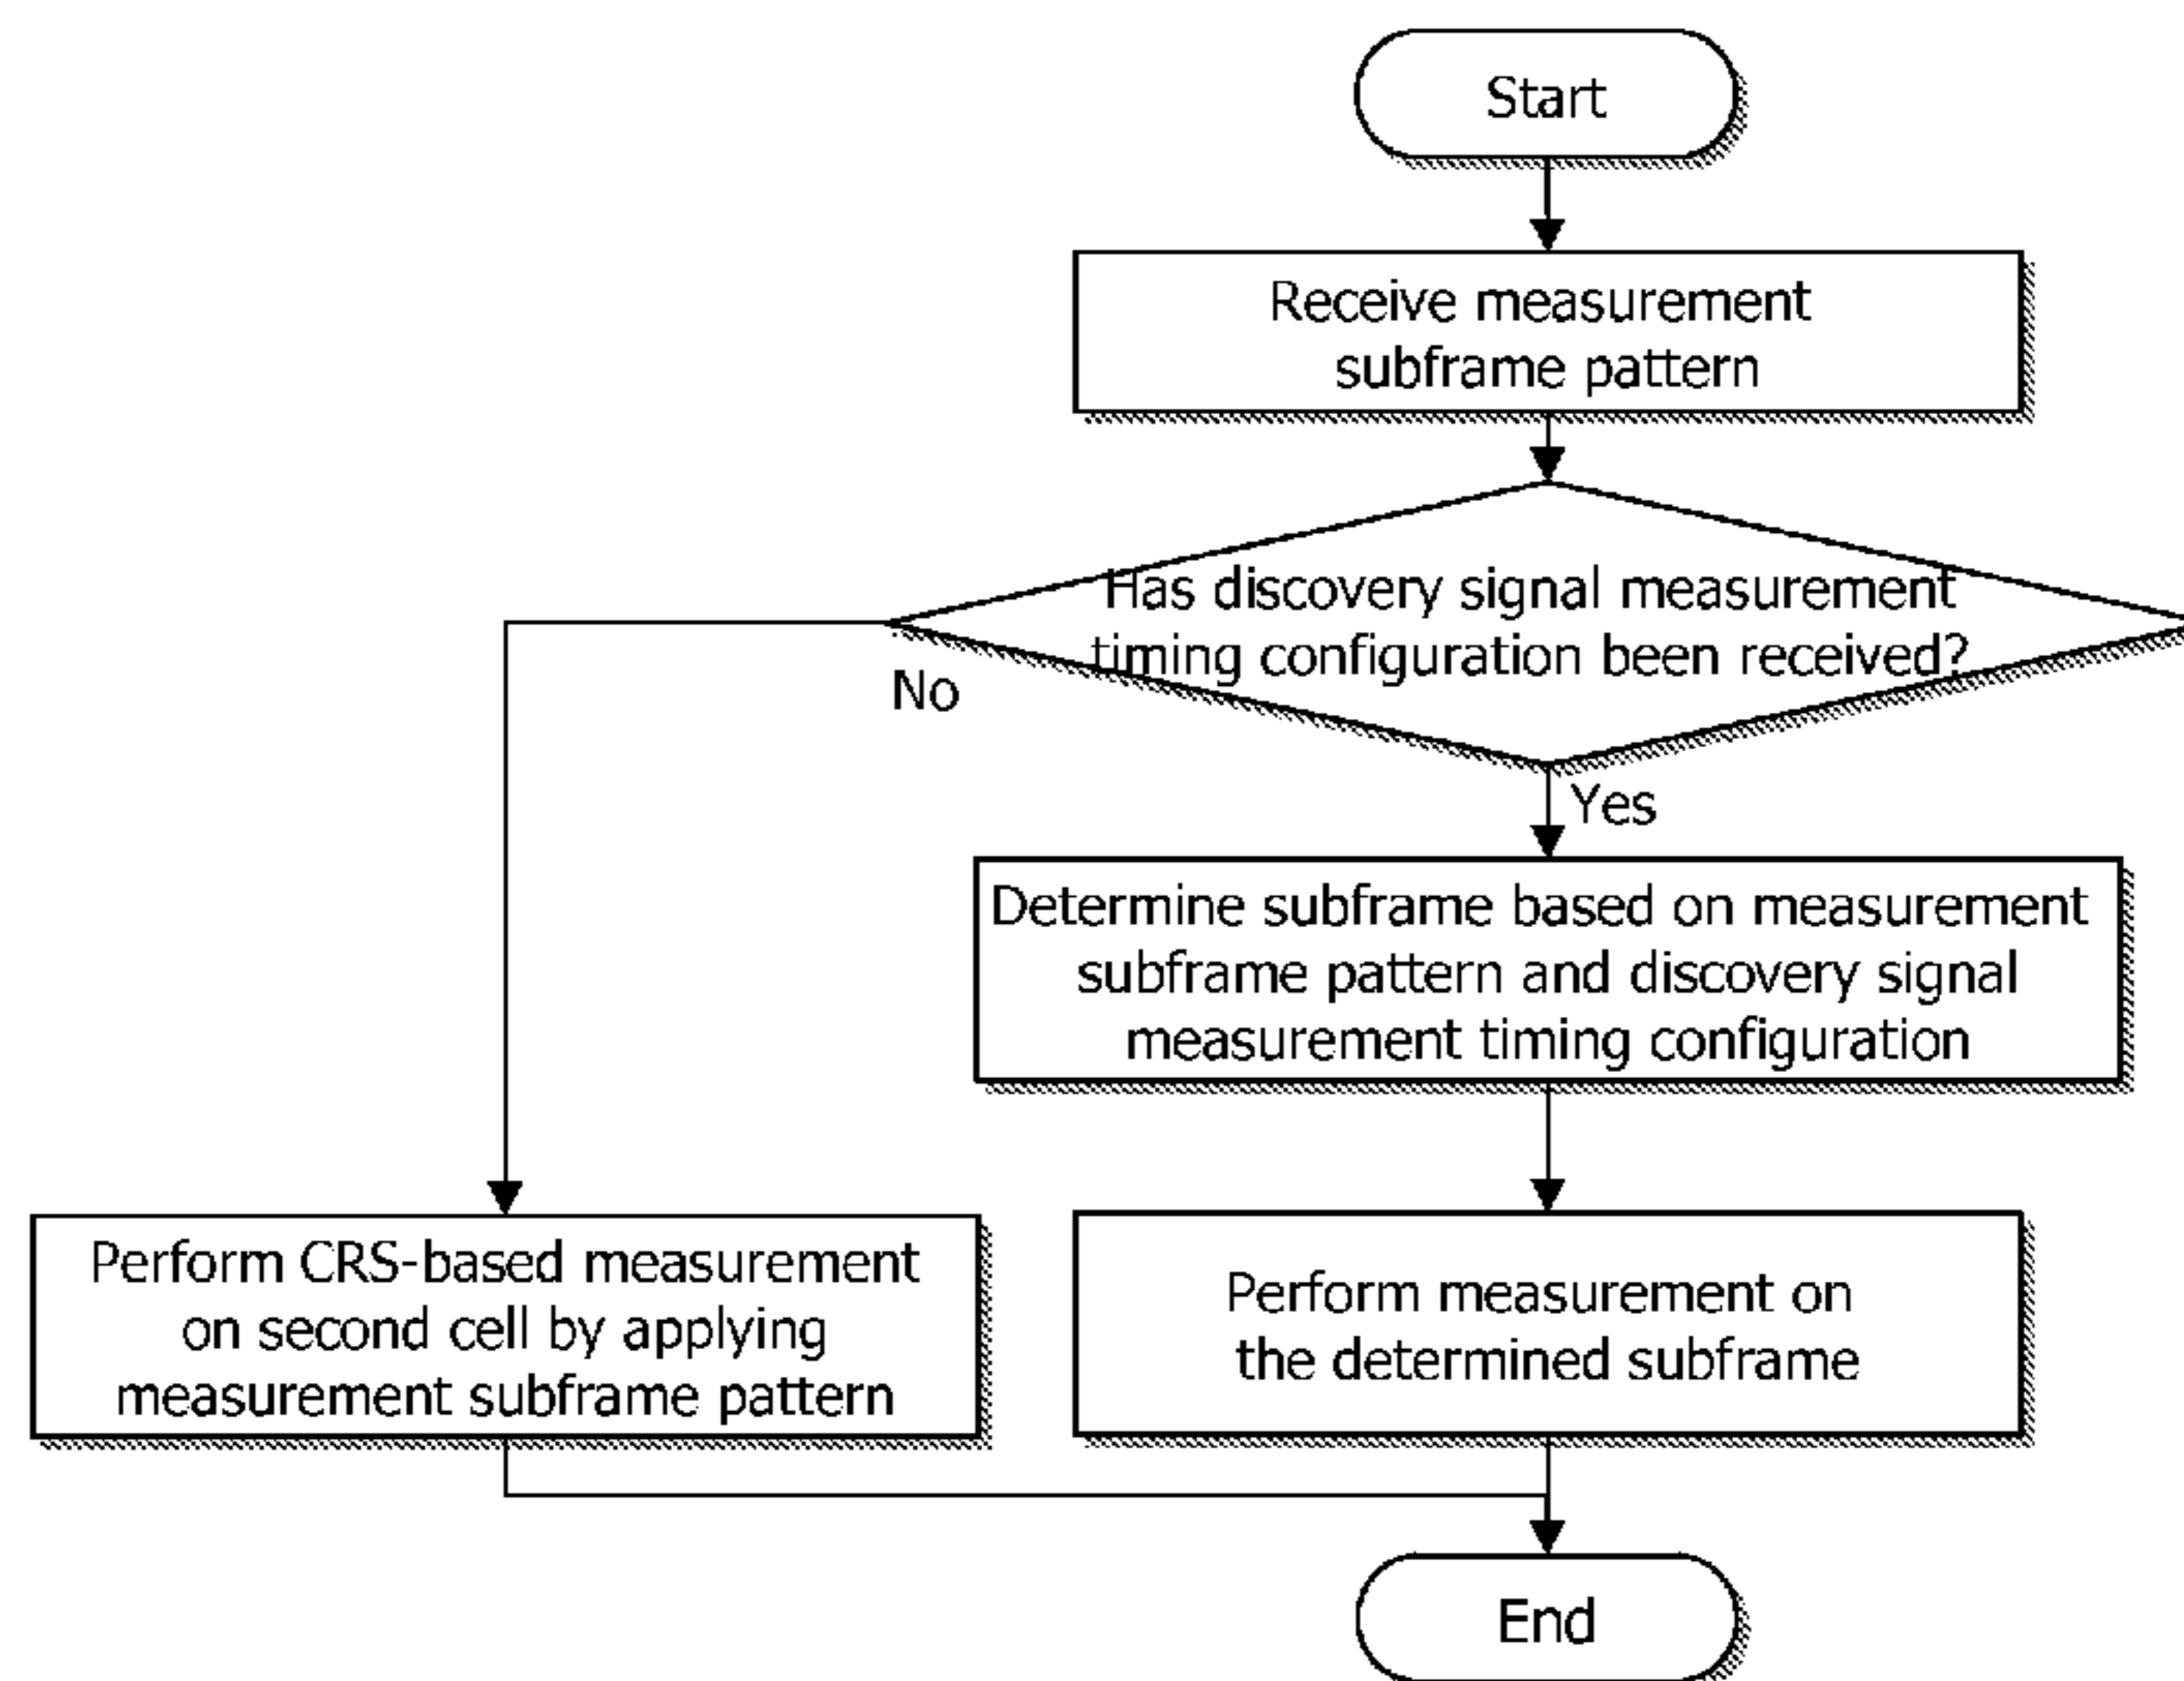 Start
Receive measurement
subframe pattern
Has discovery signal measurement
timing configuration been received?
No
Yes
Determine subframe based on measurement
subframe pattern and discovery signal
measurement timing configuration
Perform CRS-based measurement
on second cell by applying
measurement subframe pattern
Perform measurement on
the determined subframe
End